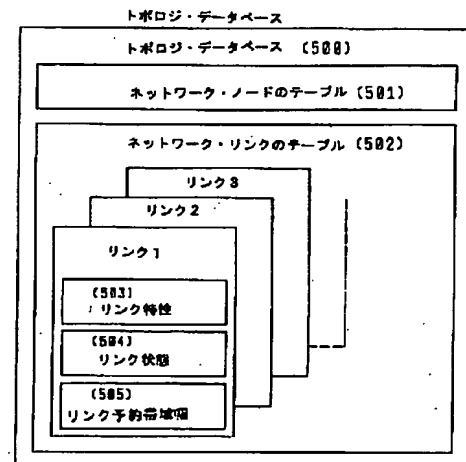 トポロジ・データベース
トポロジ・データベース (500)
ネットワーク・ノードのテーブル (501)
ネットワーク・リンクのテーブル (502)
リンク3
リンク2
リンク1
(503)
リンク特性
(504)
リンク状態
(505)
リンク予約帯域幅